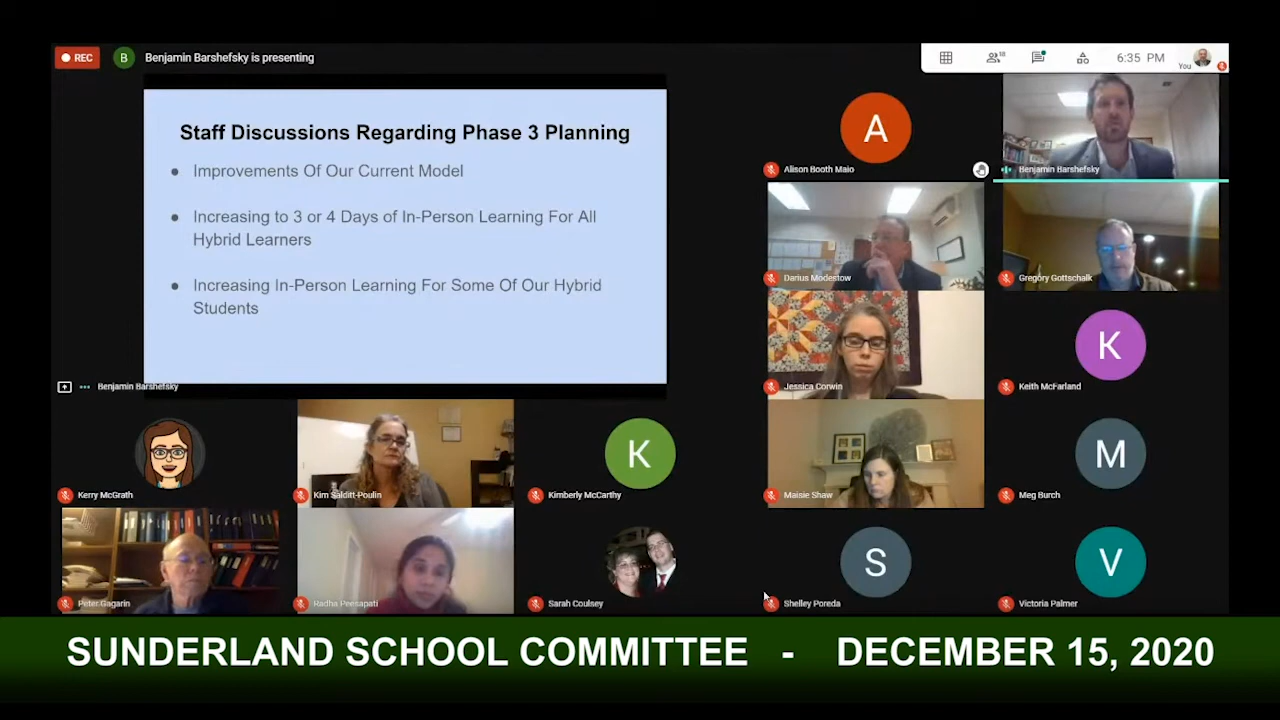 REC
B
Benjamin Barshefsky is presenting
18
6:35 PM
You
Staff Discussions Regarding Phase 3 Planning
● Improvements Of Our Current Model
● Increasing to 3 or 4 Days of In-Person Learning For All
Hybrid Learners
● Increasing In-Person Learning For Some Of Our Hybrid
Students
Benjamin Barshefsky
A
Alison Booth Maio
Benjamin Barshefsky
Darius Modestow
Gregory Gottschalk
Jessica Corwin
K
Keith McFarland
Kerry McGrath
Kim Salditt-Poulin
K
Kimberly McCarthy
Maisie Shaw
M
Meg Burch
Peter Gagarin
Radha Peesapati
Sarah Coulsey
S
Shelley Poreda
V
Victoria Palmer
SUNDERLAND SCHOOL COMMITTEE - DECEMBER 15, 2020